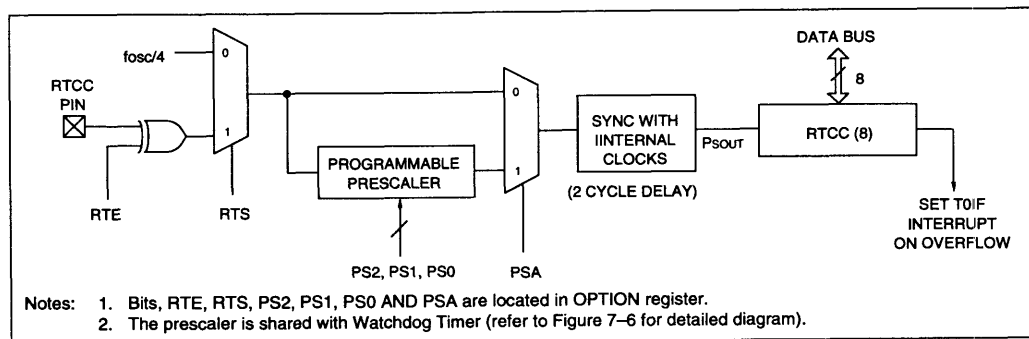 DATA BUS
fosc/4
0
8
RTCC
PIN
0
1
SYNC WITH
IINTERNAL
CLOCKS
PSOUT
RTCC (8)
PROGRAMMABLE
PRESCALER
1
(2 CYCLE DELAY)
RTE
RTS
SET T0IF
INTERRUPT
ON OVERFLOW
PS2, PS1, PS0
PSA
Notes: 1. Bits, RTE, RTS, PS2, PS1, PS0 AND PSA are located in OPTION register.
2. The prescaler is shared with Watchdog Timer (refer to Figure 7–6 for detailed diagram).